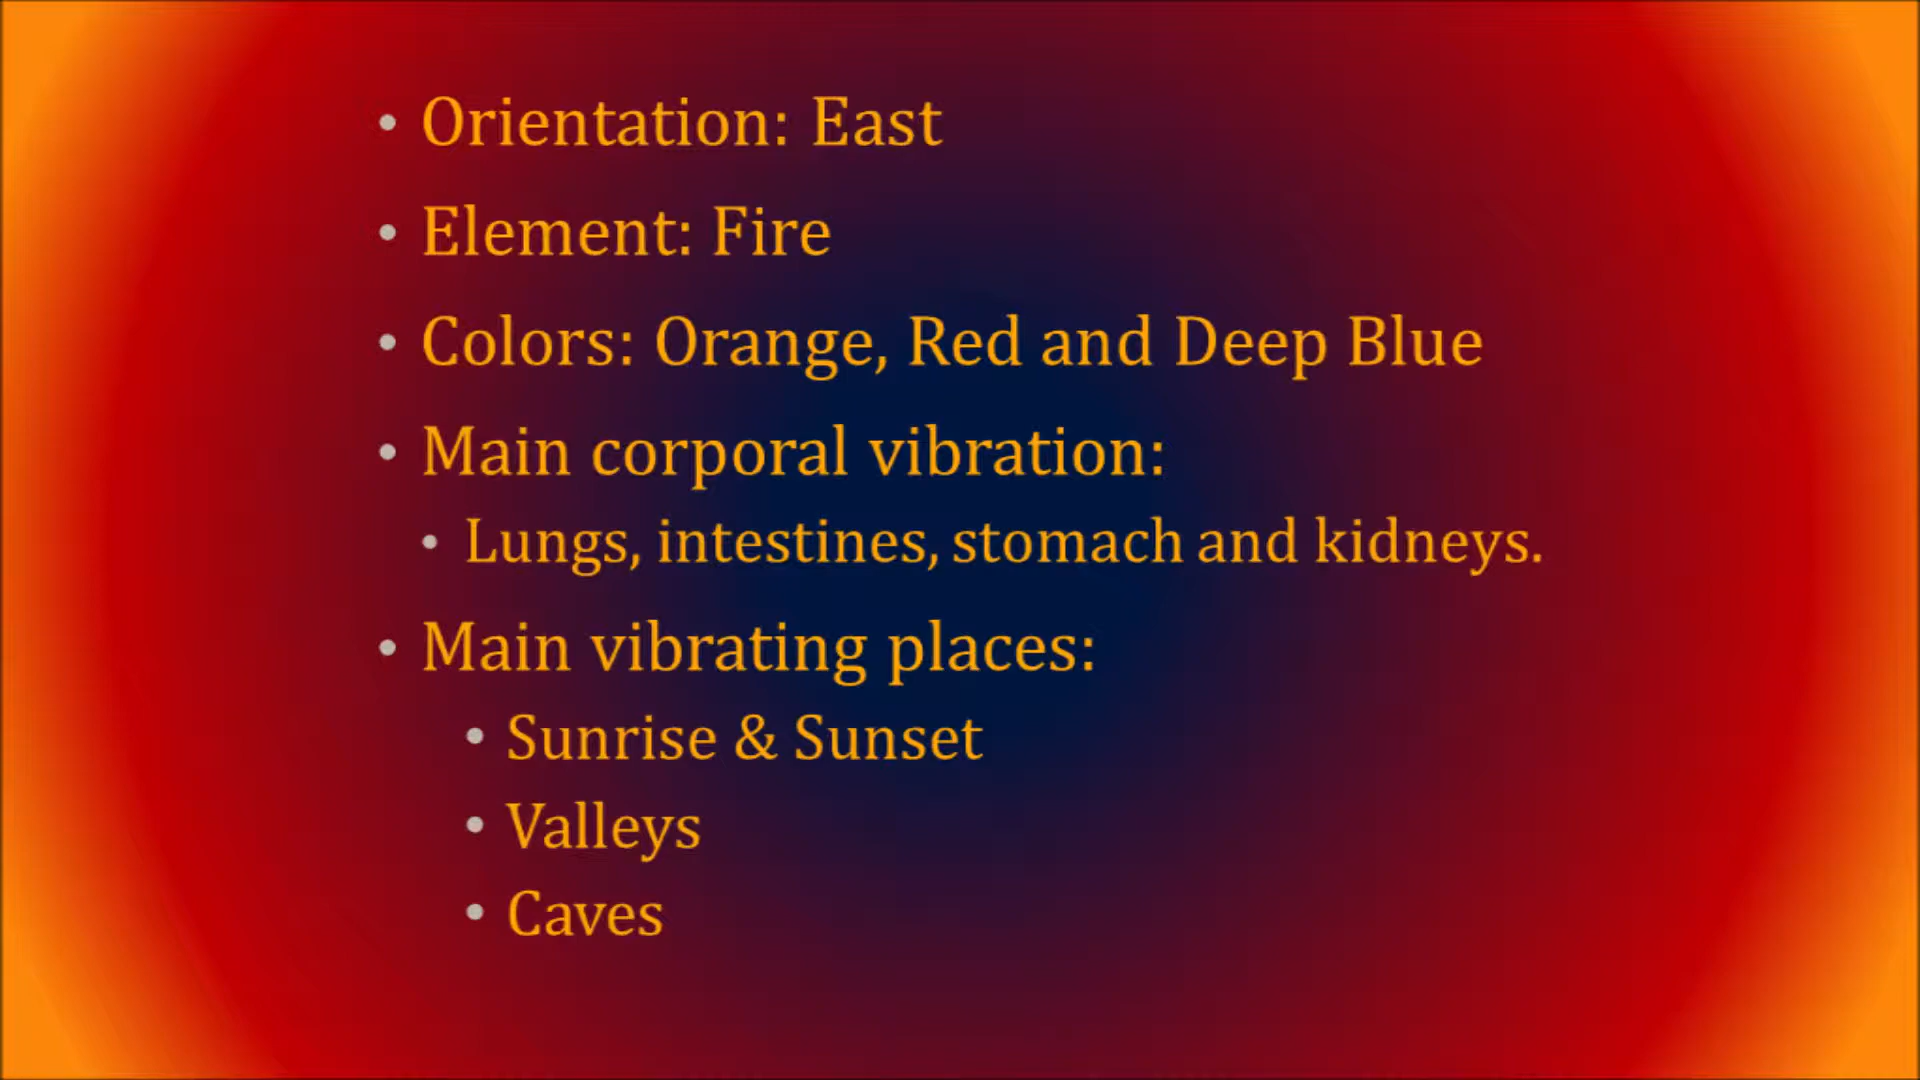 • Orientation: East
• Element: Fire
• Colors: Orange, Red and Deep Blue
• Main corporal vibration:
• Lungs, intestines, stomach and kidneys.
• Main vibrating places:
• Sunrise & Sunset
• Valleys
• Caves